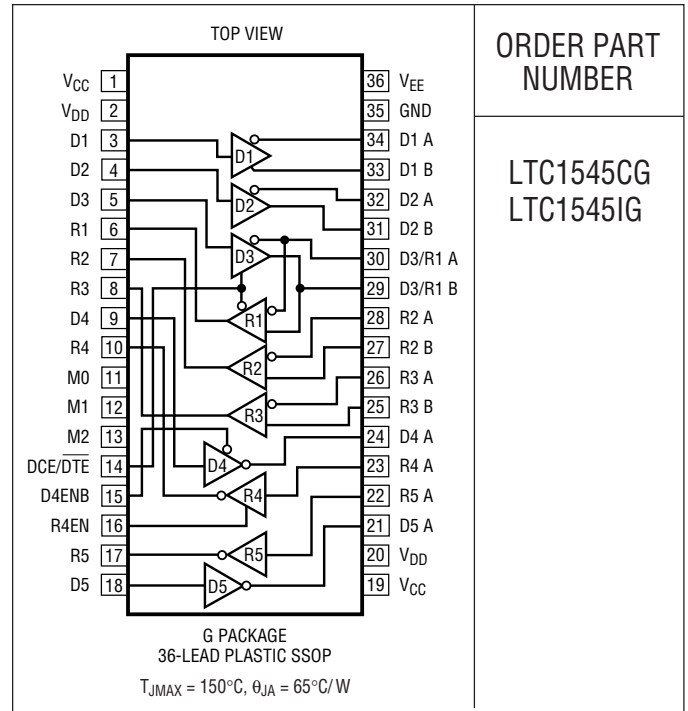 TOP VIEW
ORDER PART
NUMBER
LTC1545CG
LTC1545IG
VCC 1
VDD 2
D1 3
D2 4
D3 5
R1 6
R2 7
R3 8
D4 9
R4 10
M0 11
M1 12
M2 13
DCE/DTE 14
D4ENB 15
R4EN 16
R5 17
D5 18
D1
D2
D3
R1
R2
R3
D4
R4
R5
D5
36 VEE
35 GND
34 D1 A
33 D1 B
32 D2 A
31 D2 B
30 D3/R1 A
29 D3/R1 B
28 R2 A
27 R2 B
26 R3 A
25 R3 B
24 D4 A
23 R4 A
22 R5 A
21 D5 A
20 VDD
19 VCC
G PACKAGE
36-LEAD PLASTIC SSOP
TJMAX = 150°C, θJA = 65°C/W